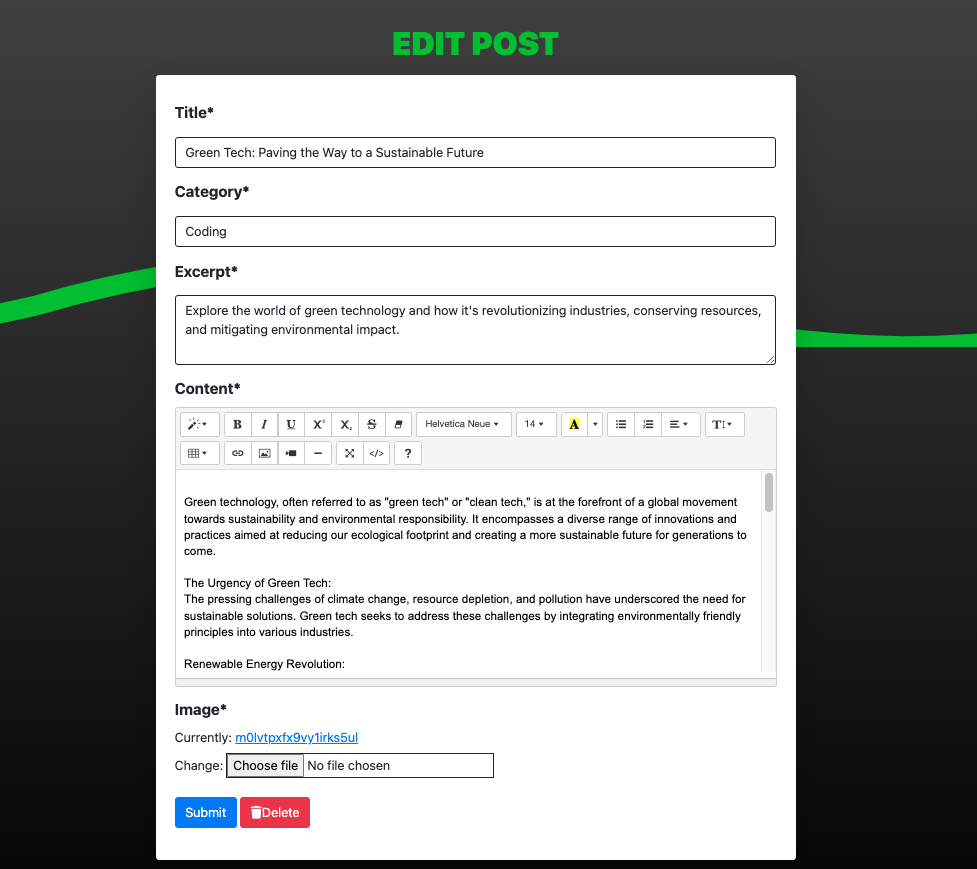 EDIT POST
Title*
Green Tech: Paving the Way to a Sustainable Future
Category*
Coding
Excerpt*
Explore the world of green technology and how it's revolutionizing industries, conserving resources,
and mitigating environmental impact.
Content*
B I U X² X₂ S Helvetica Neue 14 A T
</> ?
Green technology, often referred to as "green tech" or "clean tech," is at the forefront of a global movement
towards sustainability and environmental responsibility. It encompasses a diverse range of innovations and
practices aimed at reducing our ecological footprint and creating a more sustainable future for generations to
come.
The Urgency of Green Tech:
The pressing challenges of climate change, resource depletion, and pollution have underscored the need for
sustainable solutions. Green tech seeks to address these challenges by integrating environmentally friendly
principles into various industries.
Renewable Energy Revolution:
Image*
Currently: m0lvtpxfx9vy1irks5ul
Change: Choose file No file chosen
Submit Delete